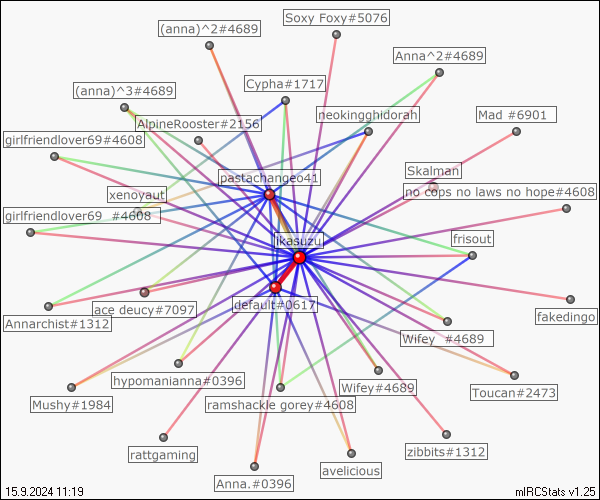 Soxy Foxy#5076
(anna)^2#4689
Anna^2#4689
Cypha#1717
(anna)^3#4689
neokingghidorah
Mad #6901
AlpineRooster#2156
girlfriendlover69#4608
Skalman
pastachangeo41
no cops no laws no hope#4608
xenoyaut
girlfriendlover69_#4608
ikasuzu
frisout
default#0617
ace deucy#7097
fakedingo
Annarchist#1312
Wifey_#4689
hypomanianna#0396
Wifey#4689
Toucan#2473
Mushy#1984
ramshackle gorey#4608
rattgaming
zibbits#1312
avelicious
Anna.#0396
15.9.2024 11:19
mIRCStats v1.25